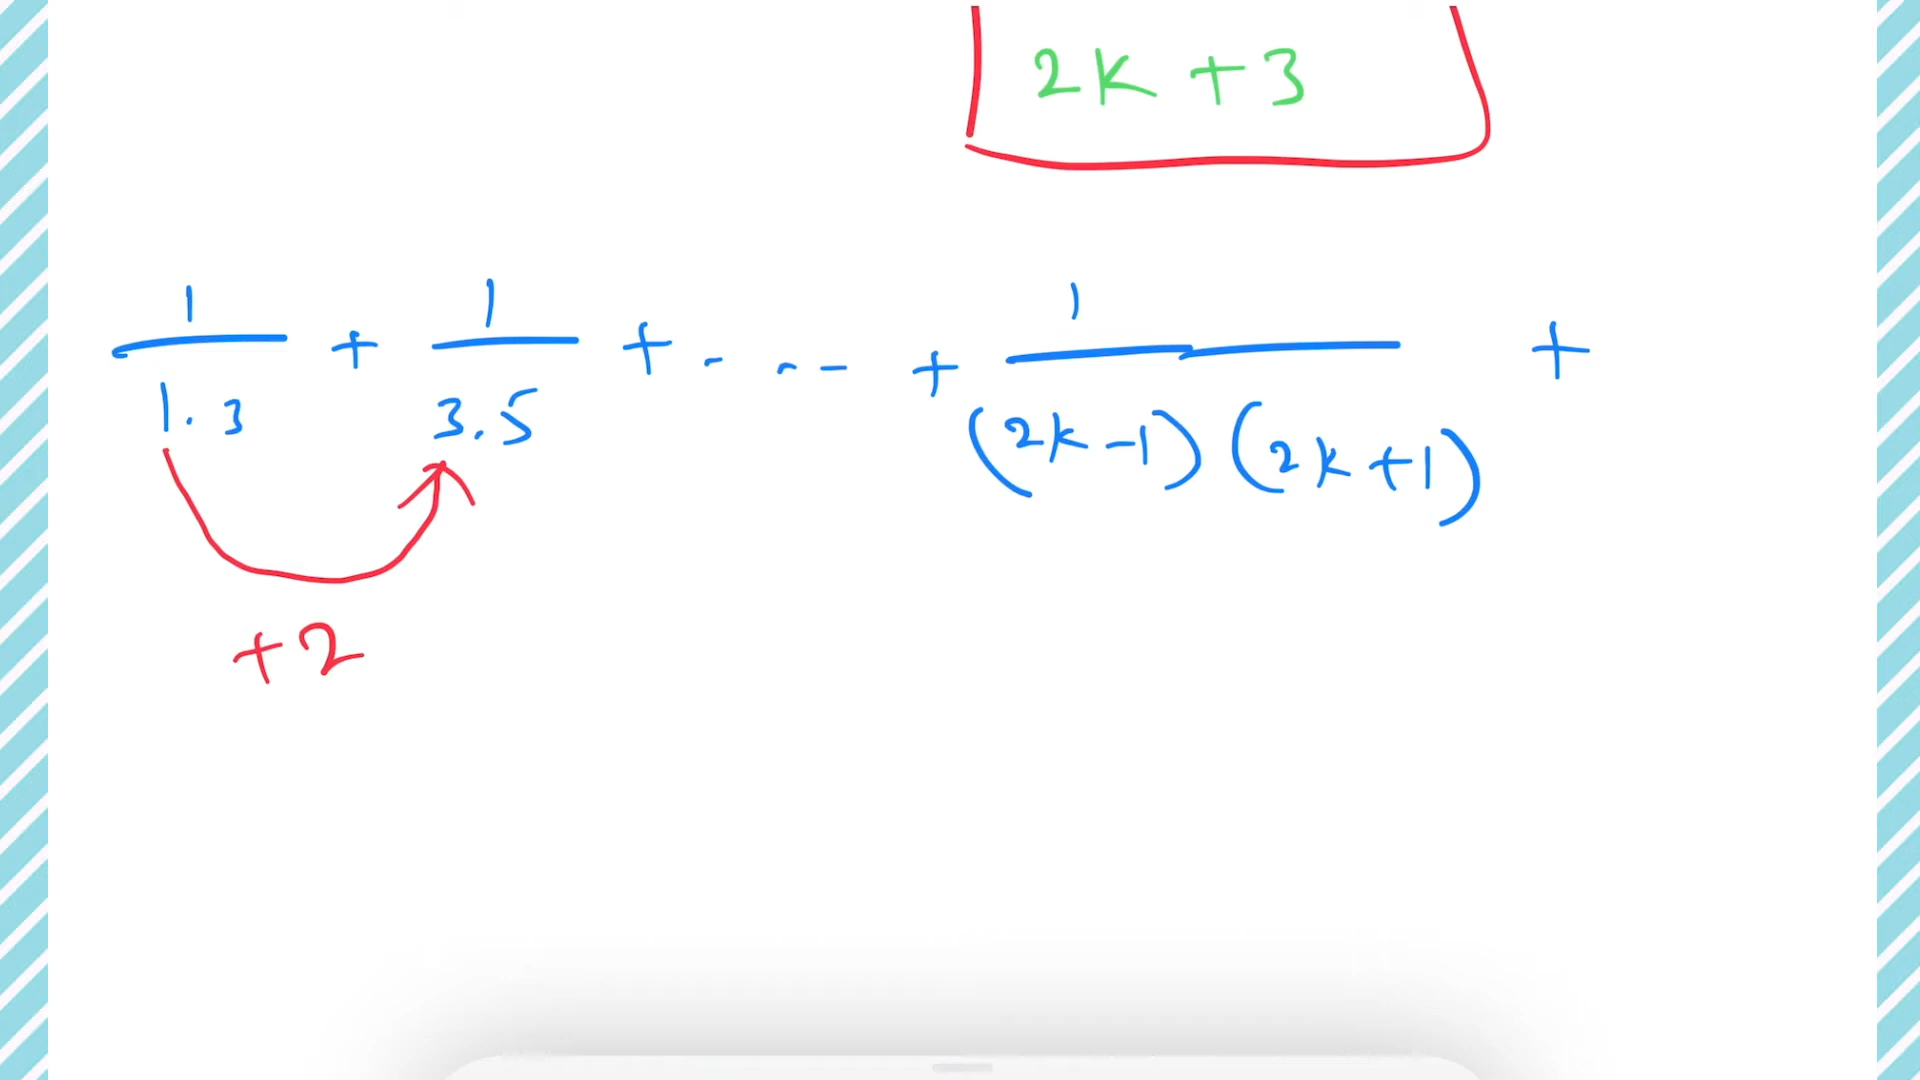 2k + 3
1 1 1
+ + . - - + +
1. 3 3.5 (2k-1) (2k+1)
+2